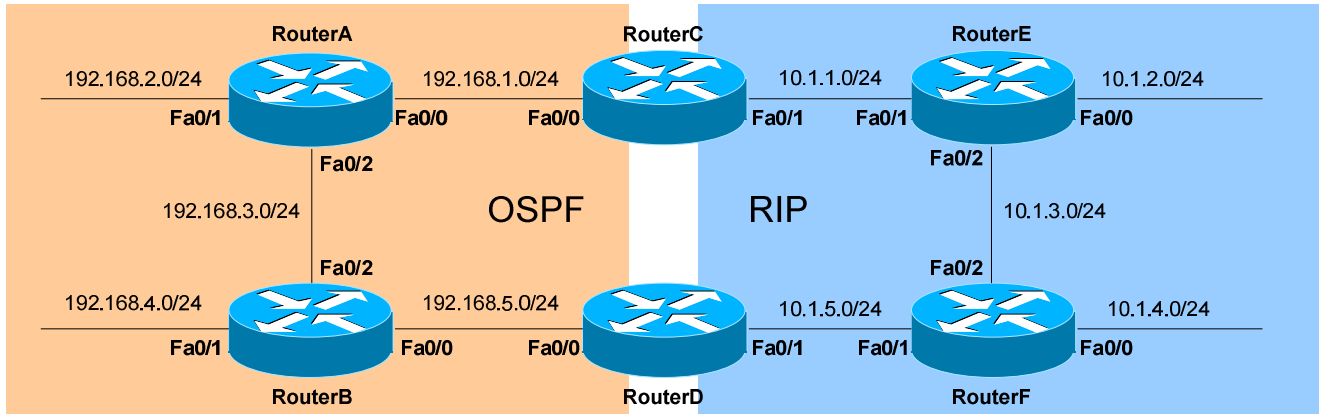 RouterA RouterC RouterE
192.168.2.0/24 192.168.1.0/24 10.1.1.0/24 10.1.2.0/24
Fa0/1 Fa0/0 Fa0/0 Fa0/1 Fa0/1 Fa0/0
Fa0/2 Fa0/2
192.168.3.0/24 OSPF RIP 10.1.3.0/24
Fa0/2 Fa0/2
192.168.4.0/24 192.168.5.0/24 10.1.5.0/24 10.1.4.0/24
Fa0/1 Fa0/0 Fa0/0 Fa0/1 Fa0/1 Fa0/0
RouterB RouterD RouterF